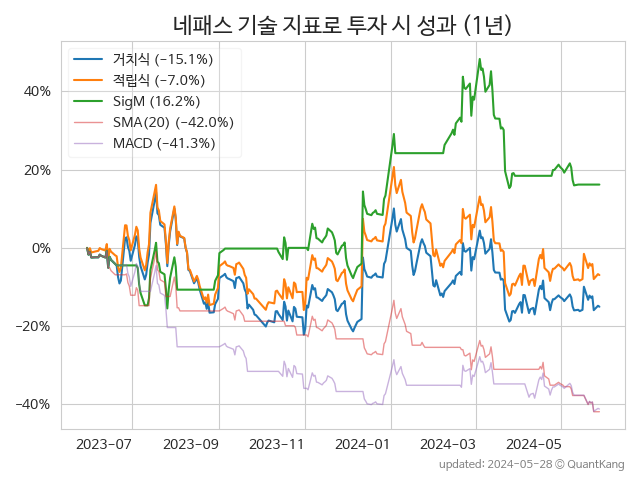 네패스 기술 지표로 투자 시 성과 (1년)
거치식 (−15.1%)
적립식 (−7.0%)
SigM (16.2%)
SMA(20) (−42.0%)
MACD (−41.3%)
40%
20%
0%
−20%
−40%
2023-07 2023-09 2023-11 2024-01 2024-03 2024-05
updated: 2024-05-28 © QuantKang